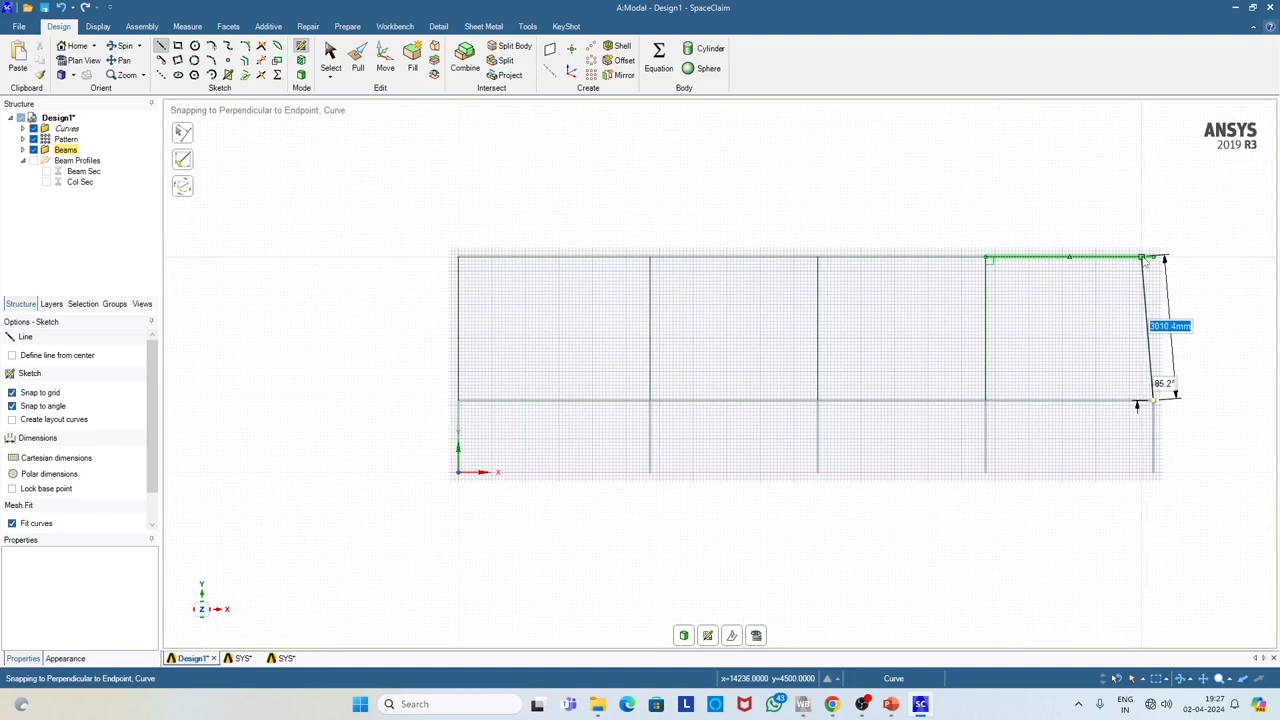 A:Modal - Design1 - SpaceClaim
File Design Display Assembly Measure Facets Additive Repair Prepare Workbench Detail Sheet Metal Tools KeyShot
Home Spin Split Body Shell Cylinder
Plan View Pan Split Offset Sphere
Paste Zoom Select Pull Move Fill Combine Project Mirror Equation
Clipboard Orient Sketch Mode Edit Intersect Create Body
Structure
Snapping to Perpendicular to Endpoint, Curve
Design1*
Curves
Pattern
Beams
Beam Profiles
Beam Sec
Col Sec
ANSYS
2019 R3
Structure Layers Selection Groups Views
Options - Sketch
Line
Define line from center
Sketch
Snap to grid
Snap to angle
Create layout curves
Dimensions
Cartesian dimensions
Polar dimensions
Lock base point
Mesh Fit
Fit curves
Properties
3010.4mm
85.2°
Y
X
Y
Z X
Properties Appearance
Design1* SYS* SYS*
Snapping to Perpendicular to Endpoint, Curve x=14236.0000 y=4500.0000 Curve
Search
43
WB
SC
ENG
IN
19:27
02-04-2024